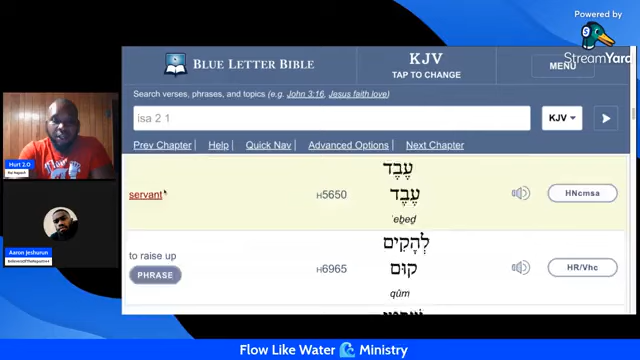 Powered by
StreamYard
BLUE LETTER BIBLE
KJV
TAP TO CHANGE
MENU
Search verses, phrases, and topics (e.g. John 3:16, Jesus faith love)
isa 2 1
KJV
Prev Chapter | Help | Quick Nav | Advanced Options | Next Chapter
עֶבֶד
servant
H5650
עֶבֶד
HNcmsa
ʿeḇeḏ
לְהָקִים
to raise up
H6965
קוּם
HR/Vhc
PHRASE
qûm
Hurt 2.0
Aaron Jeshurun
Flow Like Water 🌊 Ministry